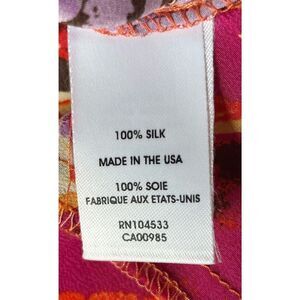 100% SILK
MADE IN THE USA
100% SOIE
FABRIQUE AUX ETATS-UNIS
RN104533
CA00985